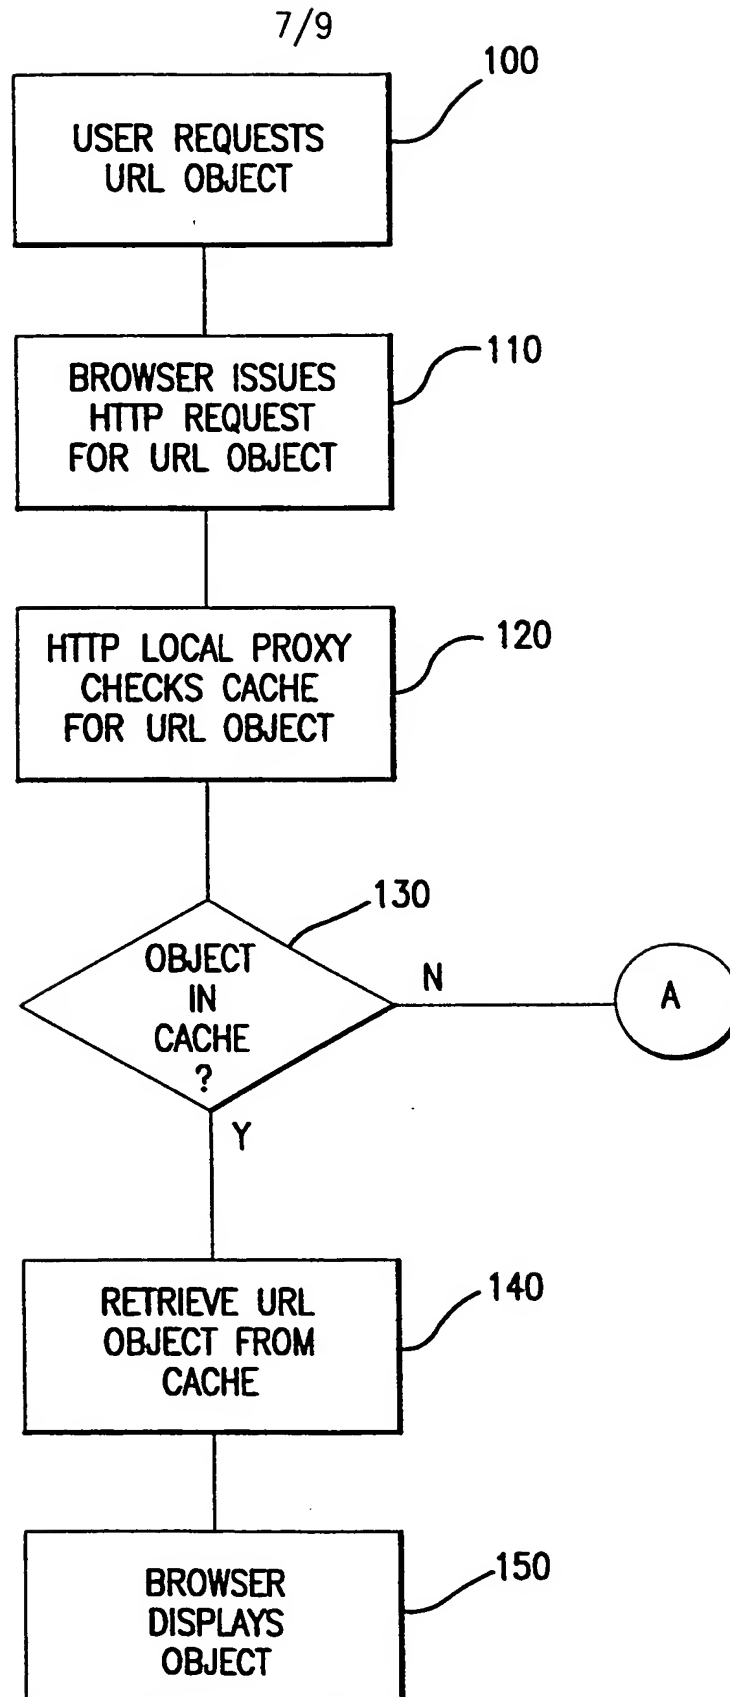 7/9
100
USER REQUESTS
URL OBJECT
110
BROWSER ISSUES
HTTP REQUEST
FOR URL OBJECT
120
HTTP LOCAL PROXY
CHECKS CACHE
FOR URL OBJECT
130
OBJECT
IN
CACHE
?
N
A
Y
140
RETRIEVE URL
OBJECT FROM
CACHE
150
BROWSER
DISPLAYS
OBJECT